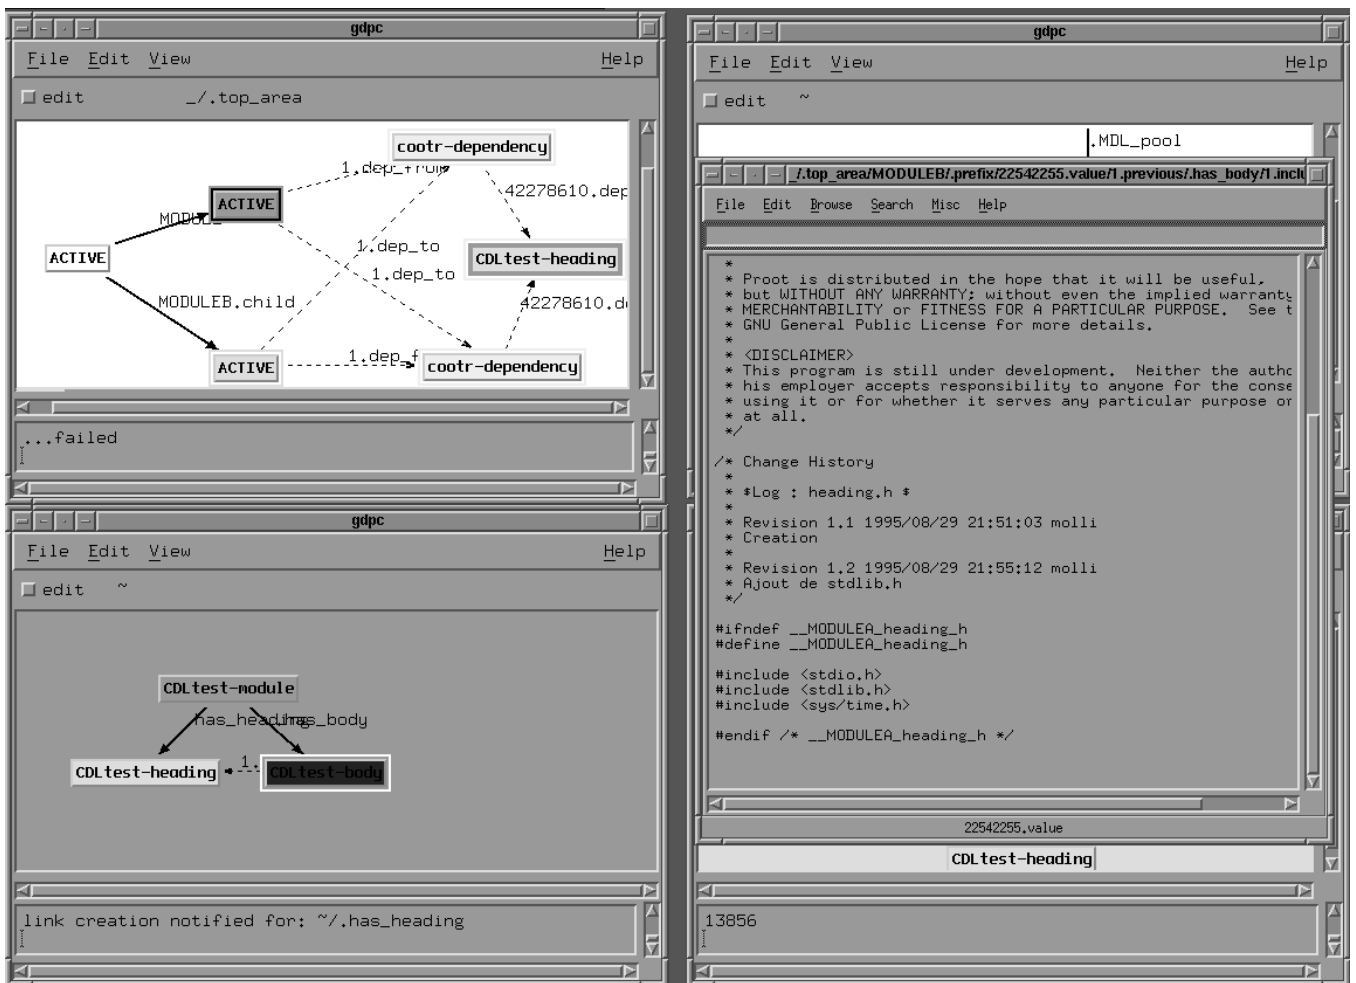 gdpc
File Edit View Help
edit _/.top_area
cootr-dependency
1.dep_from
42278610.dep
ACTIVE
MODUL
1.dep_to
ACTIVE
CDLtest-heading
1.dep_to
MODULEB.child
42278610.de
1.dep_f
ACTIVE
cootr-dependency
...failed
gdpc
File Edit View Help
edit ~
CDLtest-module
has_heading
has_body
CDLtest-heading
1.
CDLtest-body
link creation notified for: ~/.has_heading
gdpc
File Edit View Help
edit ~
.MDL_pool
_/.top_area/MODULEB/.prefix/22542255.value/1.previous/.has_body/1.inclu
File Edit Browse Search Misc Help
*
* Proot is distributed in the hope that it will be useful,
* but WITHOUT ANY WARRANTY; without even the implied warranty
* MERCHANTABILITY or FITNESS FOR A PARTICULAR PURPOSE. See t
* GNU General Public License for more details.
*
* <DISCLAIMER>
* This program is still under development. Neither the autho
* his employer accepts responsibility to anyone for the conse
* using it or for whether it serves any particular purpose or
* at all.
*/
/* Change History
*
* $Log : heading.h $
*
* Revision 1.1 1995/08/29 21:51:03 molli
* Creation
*
* Revision 1.2 1995/08/29 21:55:12 molli
* Ajout de stdlib.h
*/
#ifndef __MODULEA_heading_h
#define __MODULEA_heading_h
#include <stdio.h>
#include <stdlib.h>
#include <sys/time.h>
#endif /* __MODULEA_heading_h */
22542255.value
CDLtest-heading
13856